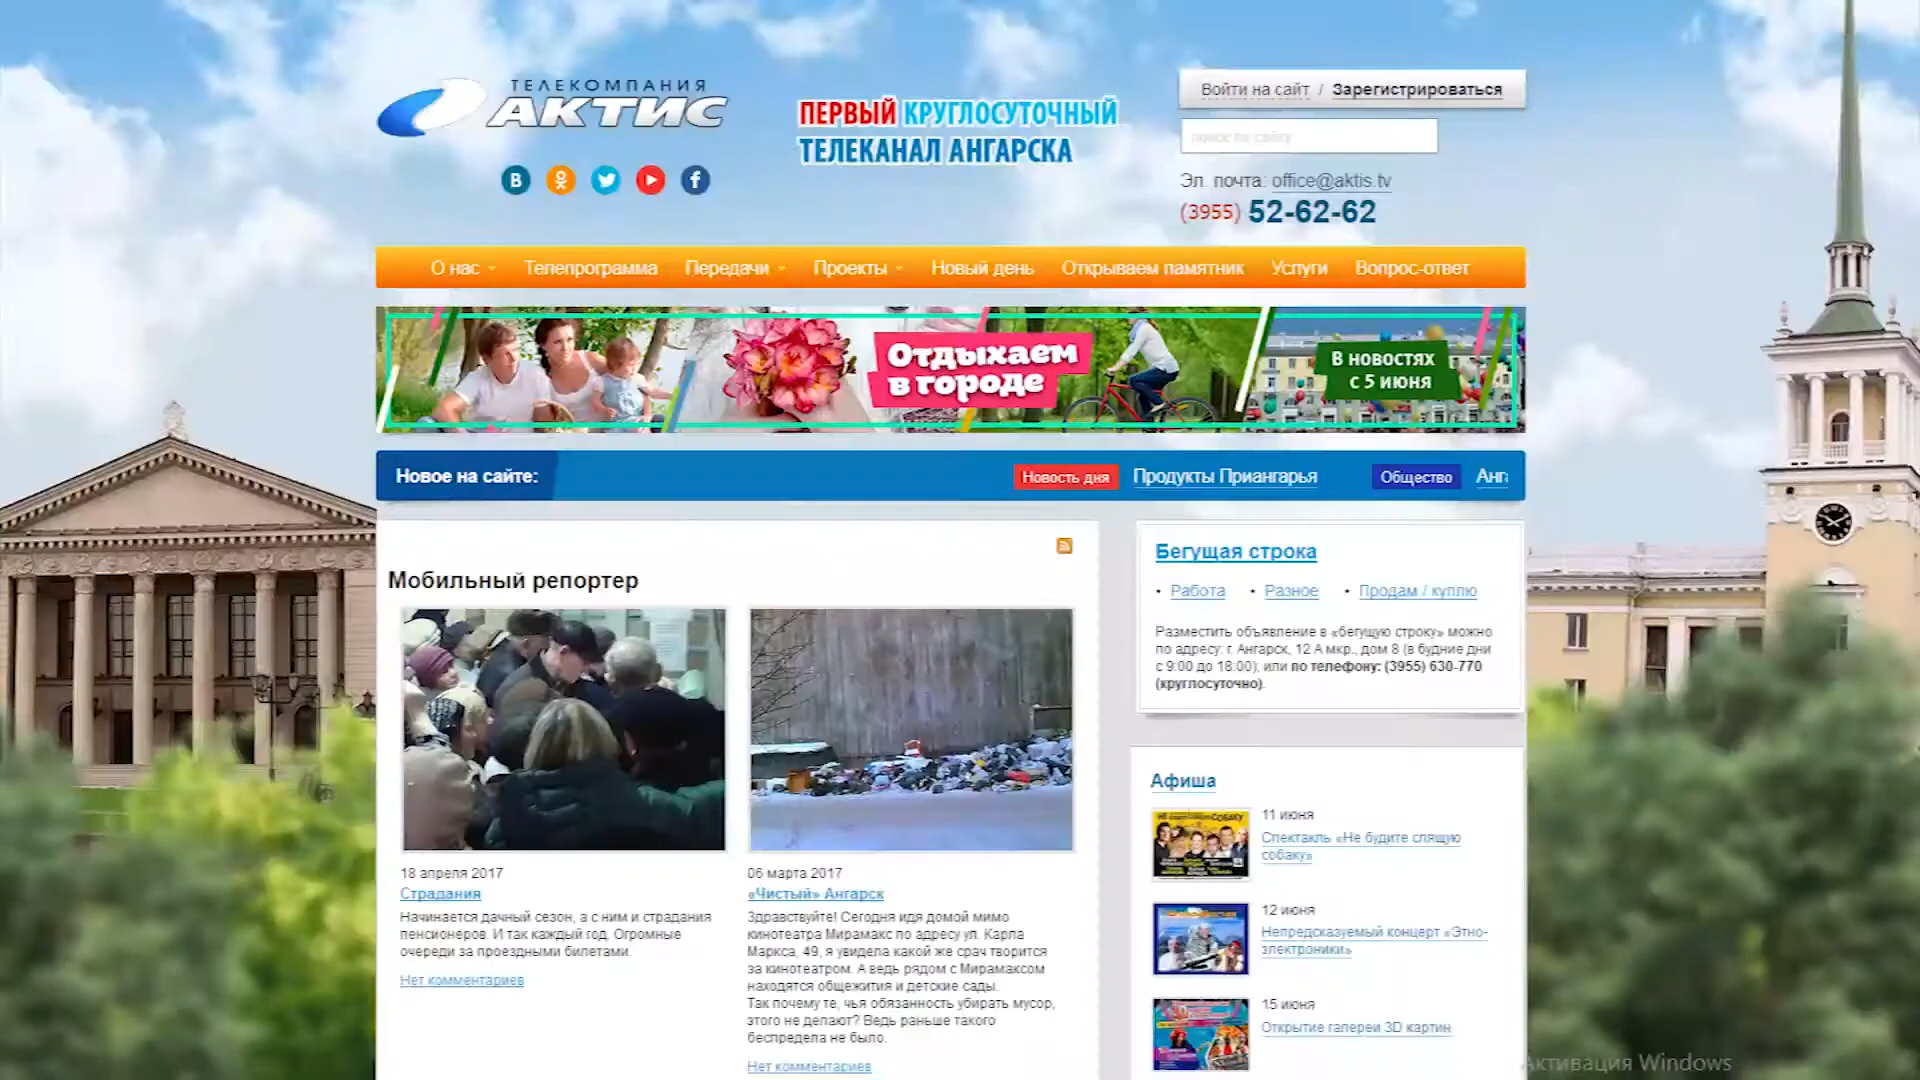 ТЕЛЕКОМПАНИЯ
АКТИС
ПЕРВЫЙ КРУГЛОСУТОЧНЫЙ
ТЕЛЕКАНАЛ АНГАРСКА
Войти на сайт / Зарегистрироваться
поиск по сайту
Эл. почта: office@aktis.tv
(3955) 52-62-62
О нас
Телепрограмма
Передачи
Проекты
Новый день
Открываем памятник
Услуги
Вопрос-ответ
Отдыхаем
в городе
В новостях
с 5 июня
Новое на сайте:
Новость дня
Продукты Приангарья
Общество
Анга
Мобильный репортер
18 апреля 2017
Страдания
Начинается дачный сезон, а с ним и страдания
пенсионеров. И так каждый год. Огромные
очереди за проездными билетами.
Нет комментариев
06 марта 2017
«Чистый» Ангарск
Здравствуйте! Сегодня идя домой мимо
кинотеатра Мирамакс по адресу ул. Карла
Маркса, 49, я увидела какой же срач творится
за кинотеатром. А ведь рядом с Мирамаксом
находятся общежития и детские сады.
Так почему те, чья обязанность убирать мусор,
этого не делают? Ведь раньше такого
беспредела не было.
Нет комментариев
Бегущая строка
• Работа • Разное • Продам / куплю
Разместить объявление в «бегущую строку» можно
по адресу: г. Ангарск, 12 А мкр., дом 8 (в будние дни
с 9:00 до 18:00); или по телефону: (3955) 630-770
(круглосуточно).
Афиша
11 июня
Спектакль «Не будите спящую
собаку»
12 июня
Непредсказуемый концерт «Этно-
электроники»
15 июня
Открытие галереи 3D картин
Активация Windows